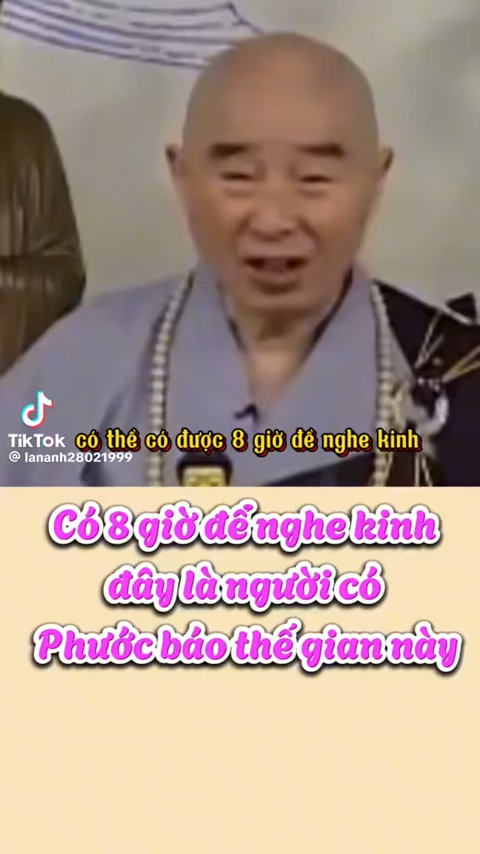 TikTok
@ lananh28021999
có thể có được 8 giờ để nghe kinh
Có 8 giờ để nghe kinh
đây là người có
Phước báo thế gian này